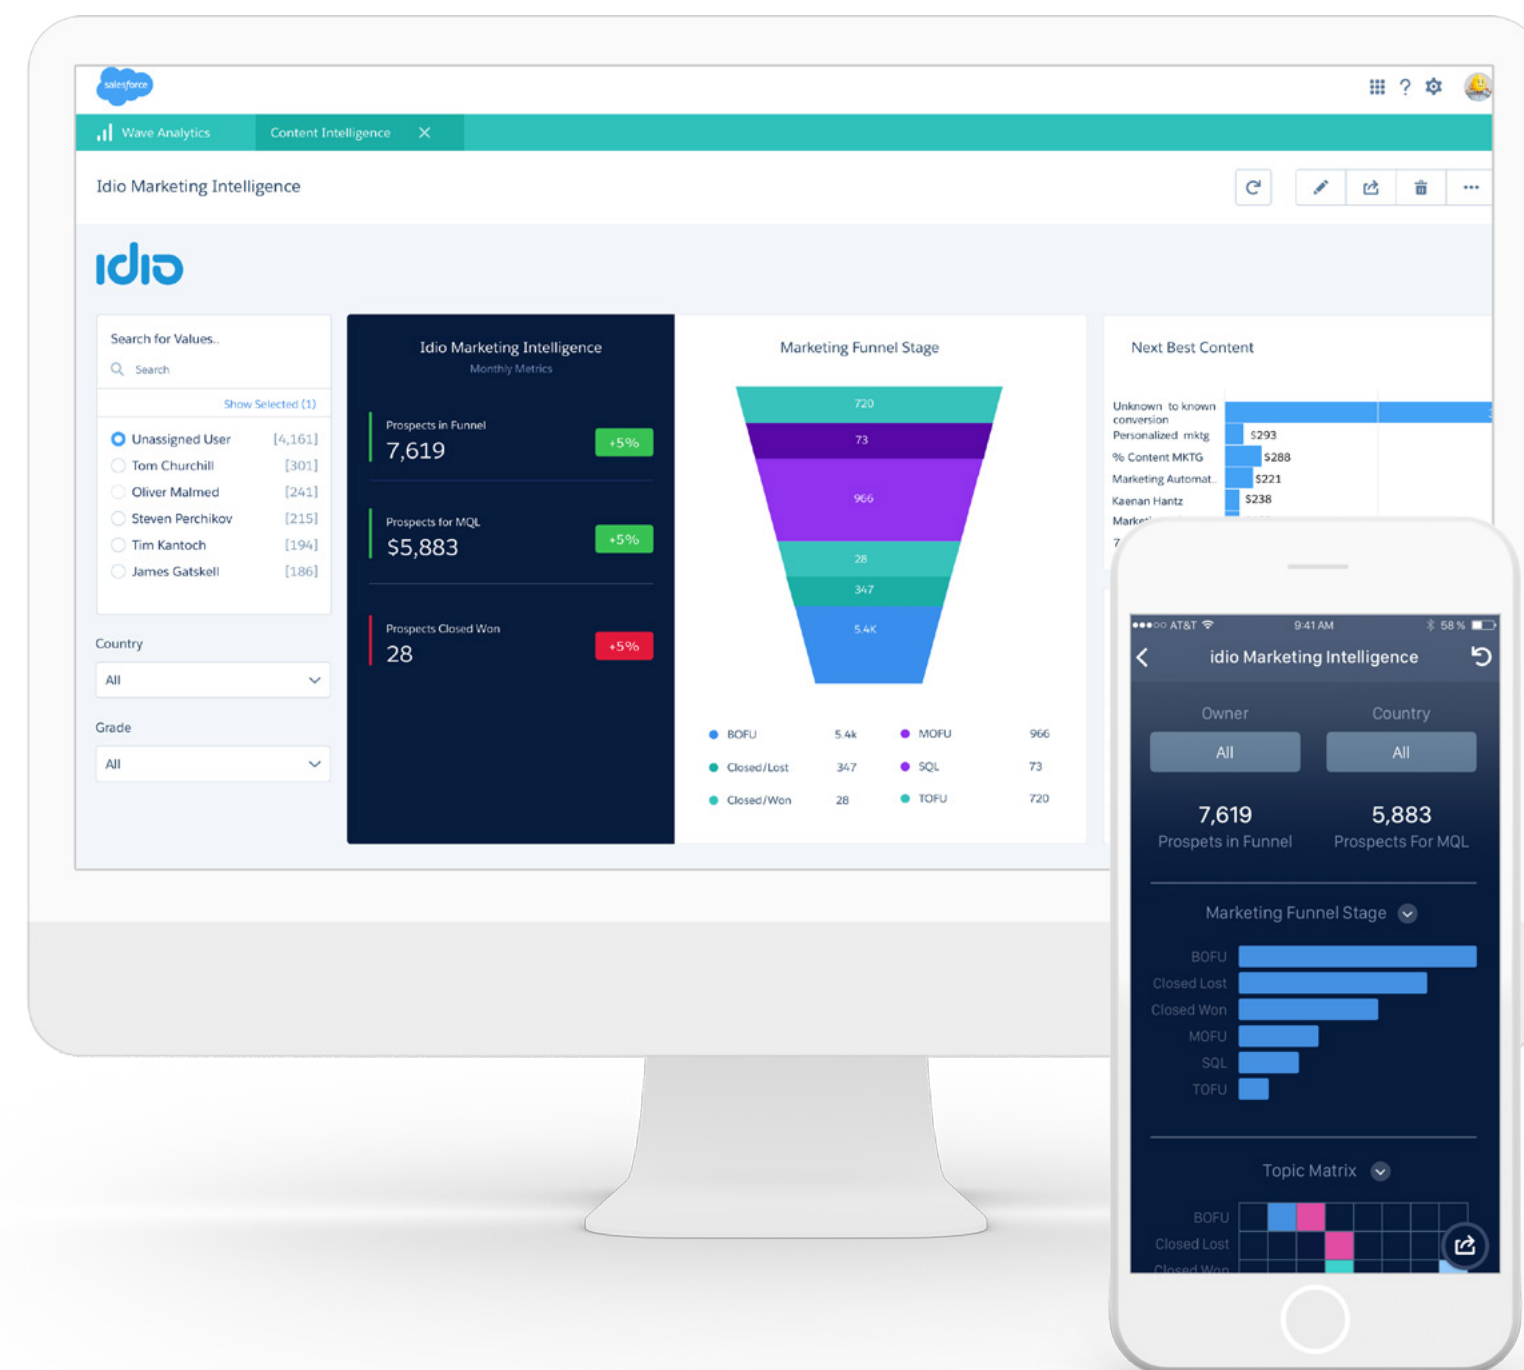 salesforce
Wave Analytics
Content Intelligence
Idio Marketing Intelligence
idio
Search for Values..
Search
Show Selected (1)
Unassigned User [4,161]
Tom Churchill [301]
Oliver Malmed [241]
Steven Perchikov [215]
Tim Kantoch [194]
James Gatskell [186]
Country
All
Grade
All
Idio Marketing Intelligence
Monthly Metrics
Prospects in Funnel
7,619
+5%
Prospects for MQL
$5,883
+5%
Prospects Closed Won
28
+5%
Marketing Funnel Stage
720
73
966
28
347
5.4K
BOFU 5.4k
MOFU 966
Closed/Lost 347
SQL 73
Closed/Won 28
TOFU 720
Next Best Content
Unknown to known
conversion
Personalized mktg $293
% Content MKTG $288
Marketing Automat.. $221
Kaenan Hantz $238
AT&T 9:41 AM 58 %
idio Marketing Intelligence
Owner Country
All All
7,619 5,883
Prospets in Funnel Prospects For MQL
Marketing Funnel Stage
BOFU
Closed Lost
Closed Won
MOFU
SQL
TOFU
Topic Matrix
BOFU
Closed Lost
Closed Won